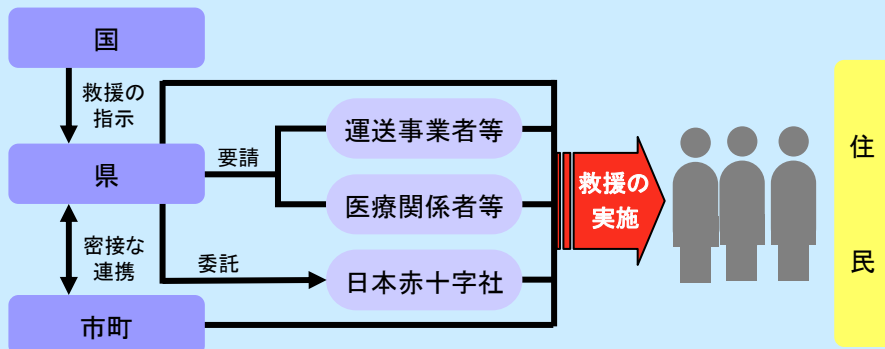 国
救援の
指示
県
要請
運送事業者等
医療関係者等
密接な
連携
委託
日本赤十字社
市町
救援の
実施
住
民